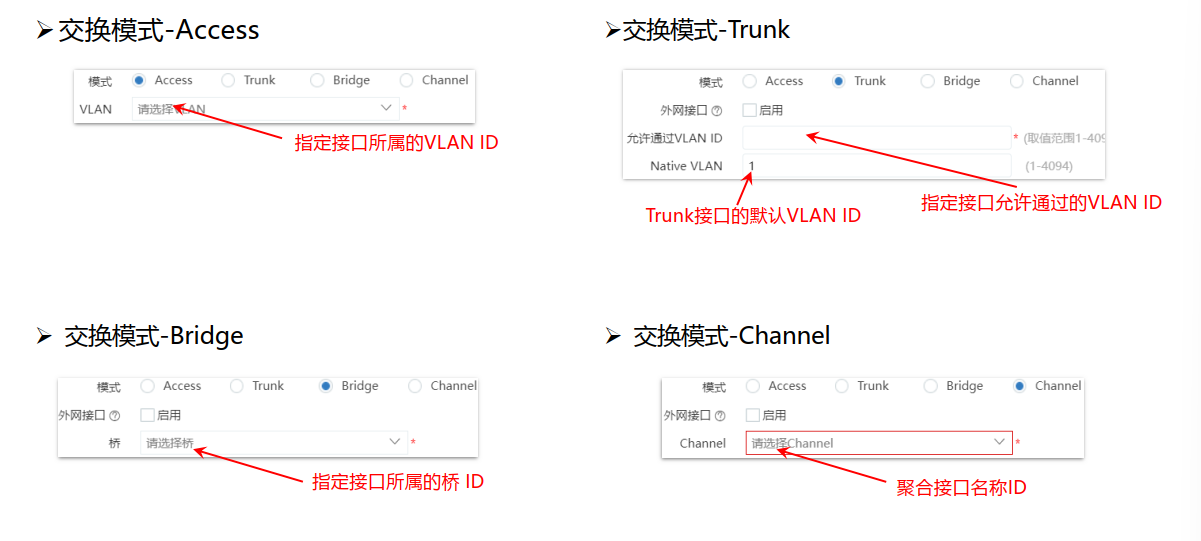 ➢交换模式-Access
模式 Access Trunk Bridge Channel
VLAN 请选择VLAN *
指定接口所属的VLAN ID
➢交换模式-Trunk
模式 Access Trunk Bridge Channel
外网接口 ? 启用
允许通过VLAN ID * (取值范围1-409
Native VLAN 1 (1-4094)
Trunk接口的默认VLAN ID
指定接口允许通过的VLAN ID
➢ 交换模式-Bridge
模式 Access Trunk Bridge Channel
外网接口 ? 启用
桥 请选择桥 *
指定接口所属的桥 ID
➢ 交换模式-Channel
模式 Access Trunk Bridge Channel
外网接口 ? 启用
Channel 请选择Channel *
聚合接口名称ID